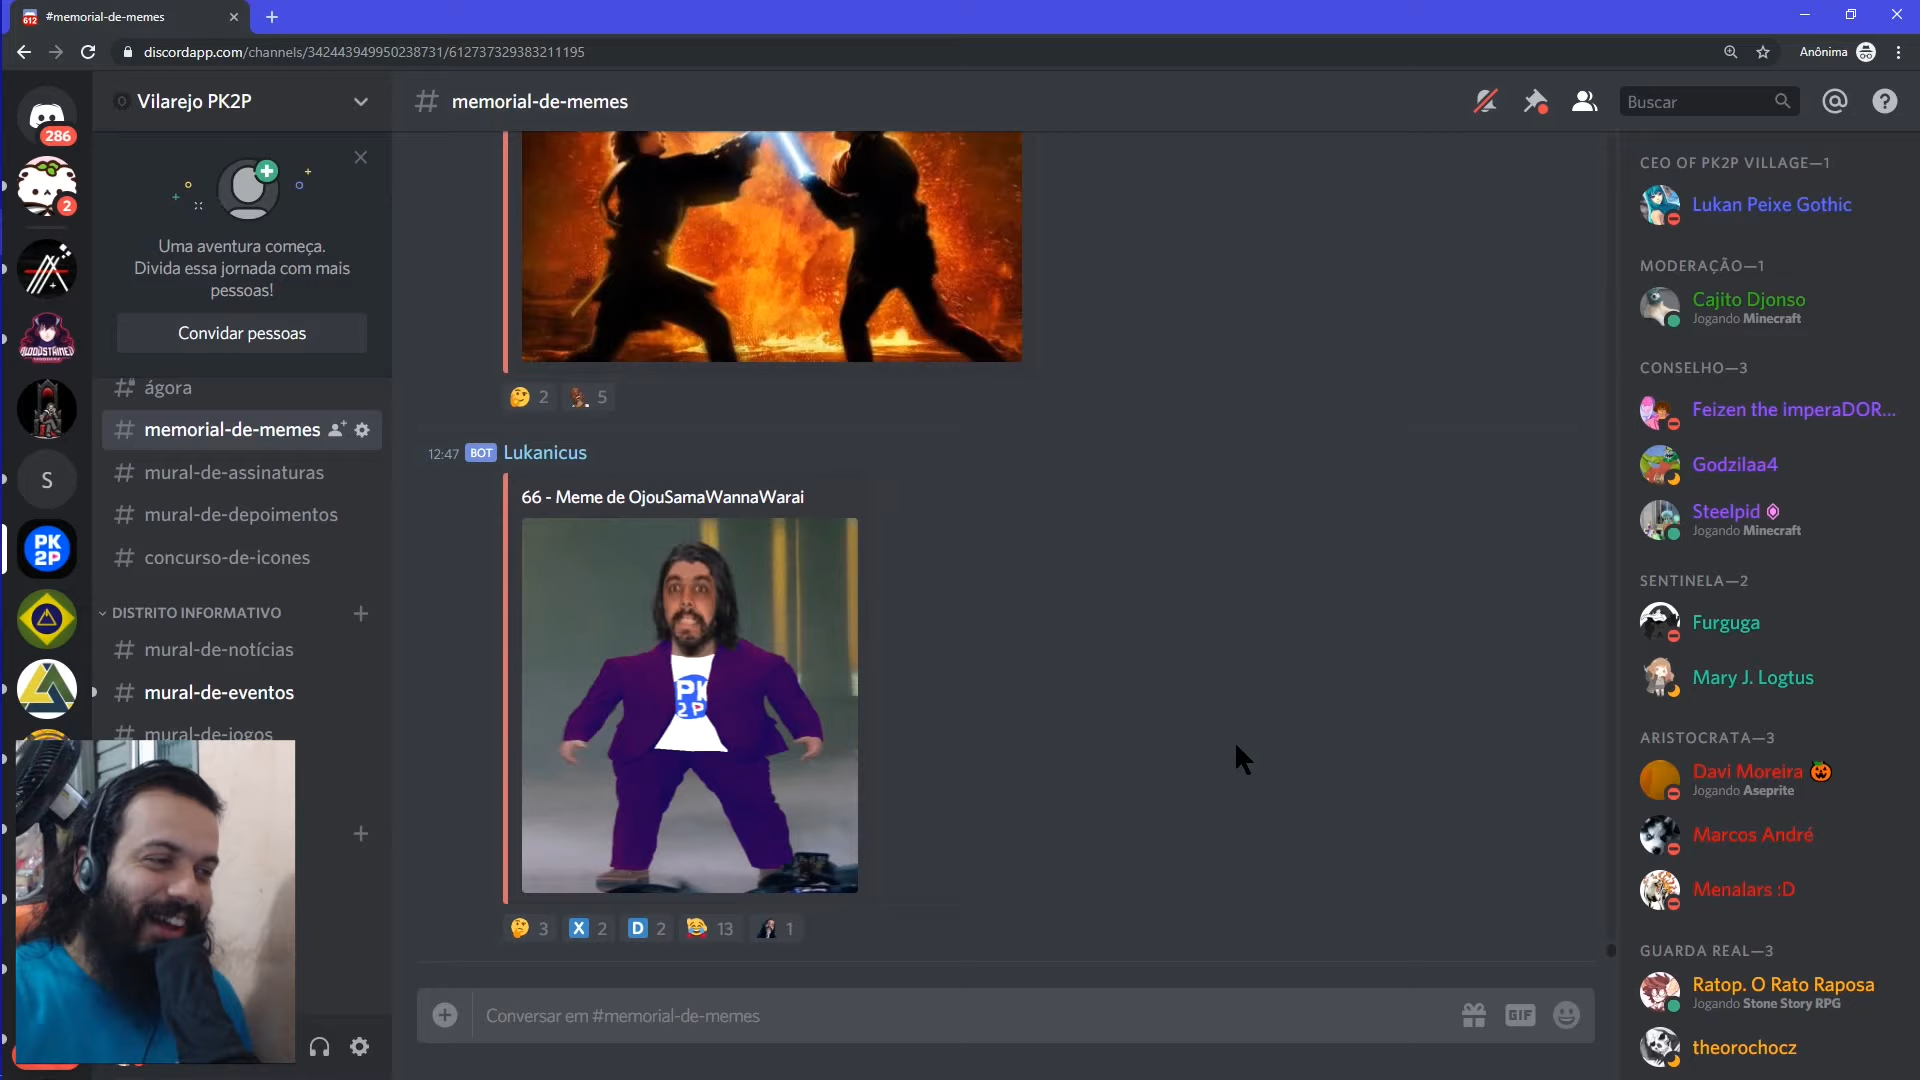 #memorial-de-memes
discordapp.com/channels/342443949950238731/612737329383211195
Anônima
286
2
S
PK
2P
Vilarejo PK2P
Uma aventura começa.
Divida essa jornada com mais
pessoas!
Convidar pessoas
# ágora
# memorial-de-memes
# mural-de-assinaturas
# mural-de-depoimentos
# concurso-de-icones
DISTRITO INFORMATIVO
# mural-de-notícias
# mural-de-eventos
# mural-de-jogos
# memorial-de-memes
Buscar
2
5
12:47 BOT Lukanicus
66 - Meme de OjouSamaWannaWarai
PK
2P
3
X 2
D 2
13
1
Conversar em #memorial-de-memes
GIF
CEO OF PK2P VILLAGE—1
Lukan Peixe Gothic
MODERAÇÃO—1
Cajito Djonso
Jogando Minecraft
CONSELHO—3
Feizen the imperaDOR...
Godzilaa4
Steelpid
Jogando Minecraft
SENTINELA—2
Furguga
Mary J. Logtus
ARISTOCRATA—3
Davi Moreira
Jogando Aseprite
Marcos André
Menalars :D
GUARDA REAL—3
Ratop. O Rato Raposa
Jogando Stone Story RPG
theorochocz